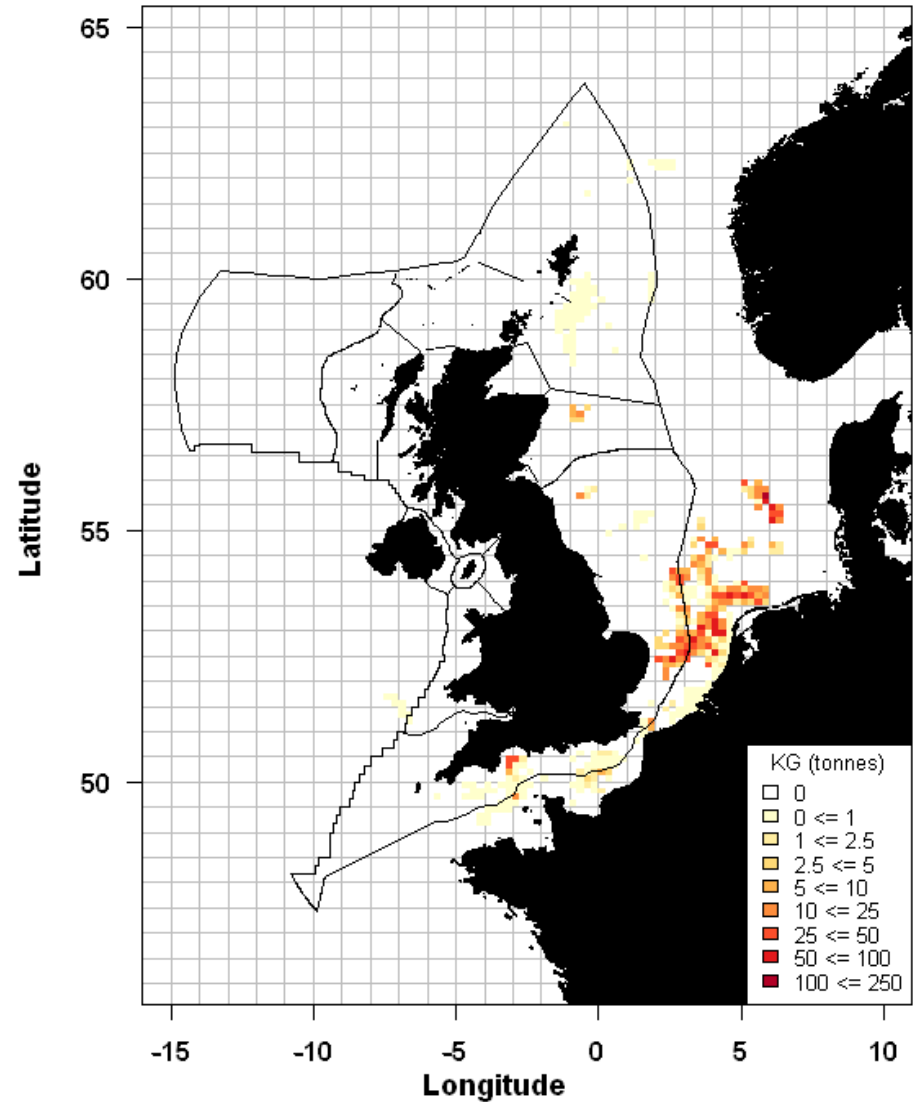 65
60
55
50
Latitude
-15 -10 -5 0 5 10
Longitude
KG (tonnes)
0
0 <= 1
1 <= 2.5
2.5 <= 5
5 <= 10
10 <= 25
25 <= 50
50 <= 100
100 <= 250